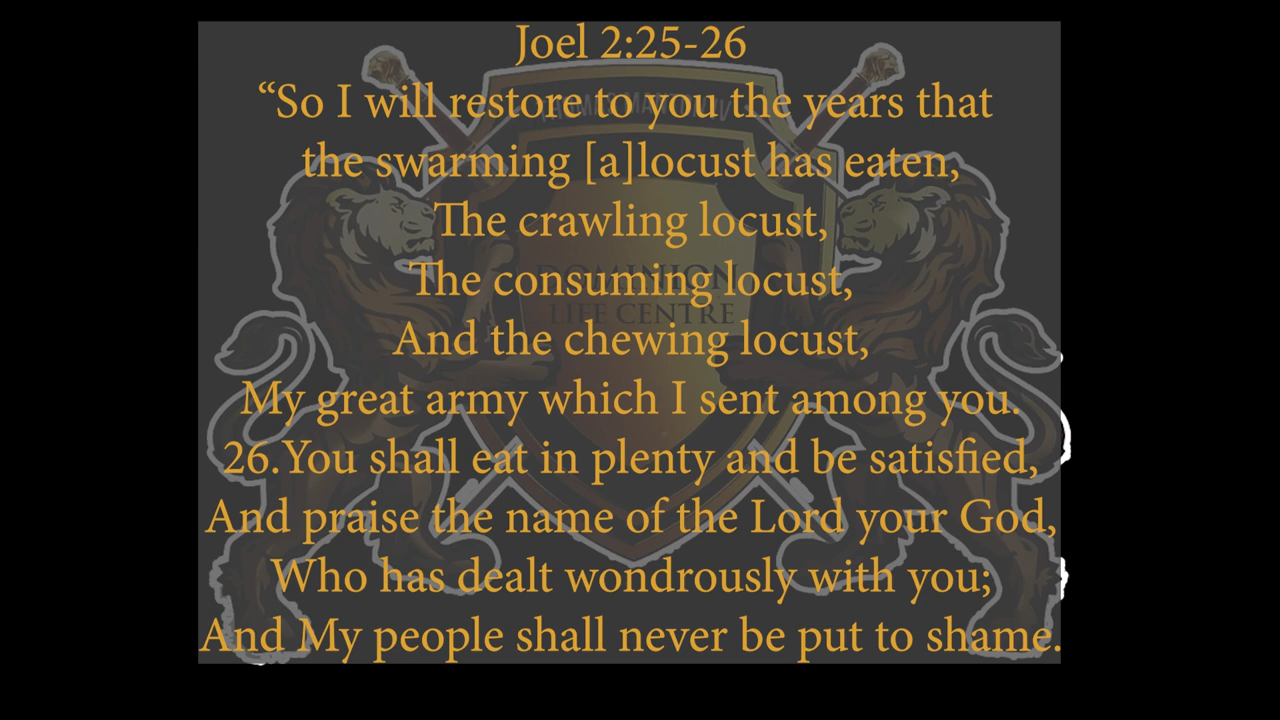 Joel 2:25-26
“So I will restore to you the years that
the swarming [a]locust has eaten,
The crawling locust,
The consuming locust,
And the chewing locust,
My great army which I sent among you.
26.You shall eat in plenty and be satisfied,
And praise the name of the Lord your God,
Who has dealt wondrously with you;
And My people shall never be put to shame.
DOMINION
LIFE CENTRE